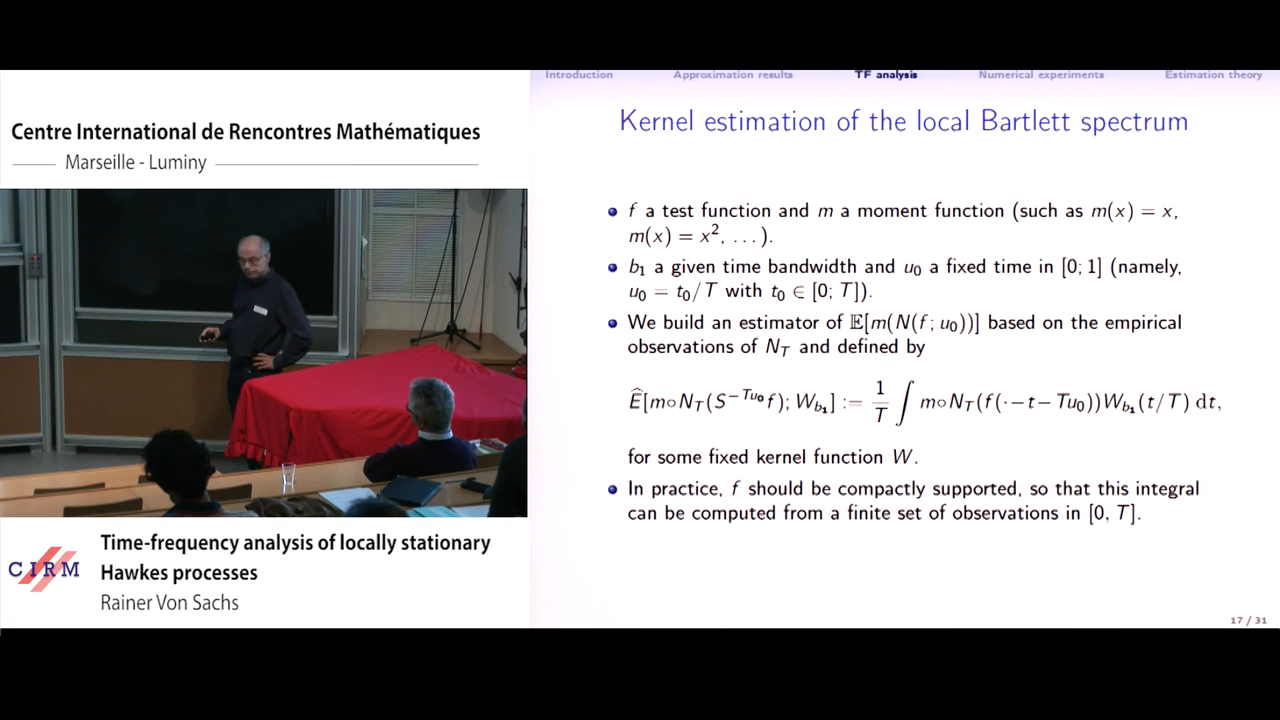 Centre International de Rencontres Mathématiques
Marseille - Luminy
CIRM
Time-frequency analysis of locally stationary
Hawkes processes
Rainer Von Sachs
Introduction Approximation results TF analysis Numerical experiments Estimation theory
Kernel estimation of the local Bartlett spectrum
f a test function and m a moment function (such as m(x) = x,
m(x) = x², …).
b₁ a given time bandwidth and u₀ a fixed time in [0; 1] (namely,
u₀ = t₀/T with t₀ ∈ [0; T]).
We build an estimator of 𝔼[m(N(f; u₀))] based on the empirical
observations of N_T and defined by
Ê[m∘N_T(S^{-Tu₀}f); W_{b₁}] := 1/T ∫ m∘N_T(f(·−t−Tu₀))W_{b₁}(t/T) dt,
for some fixed kernel function W.
In practice, f should be compactly supported, so that this integral
can be computed from a finite set of observations in [0, T].
17 / 31